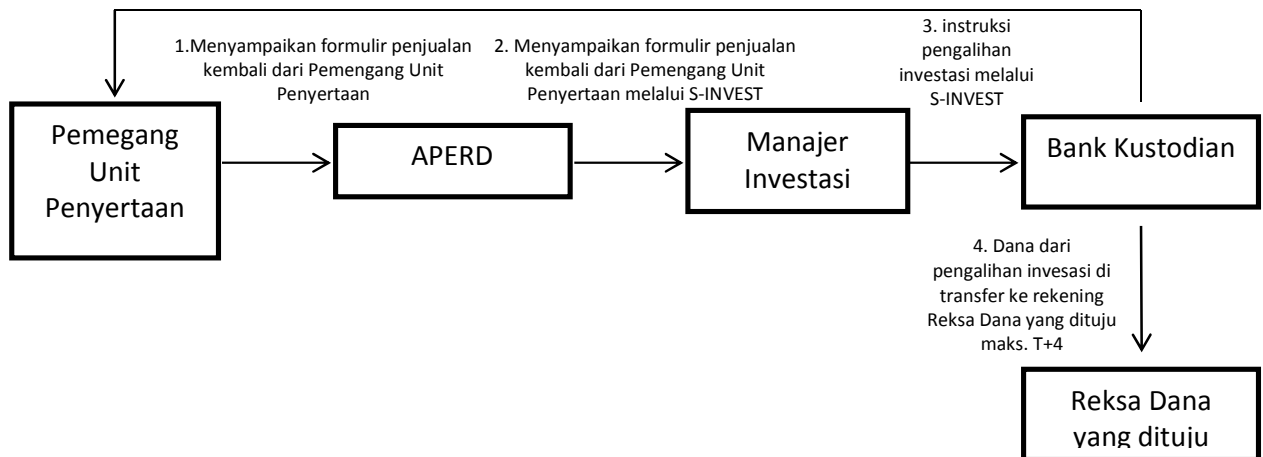 1.Menyampaikan formulir penjualan
kembali dari Pemengang Unit
Penyertaan
2. Menyampaikan formulir penjualan
kembali dari Pemengang Unit
Penyertaan melalui S-INVEST
3. instruksi
pengalihan
investasi melalui
S-INVEST
Pemegang
Unit
Penyertaan
APERD
Manajer
Investasi
Bank Kustodian
4. Dana dari
pengalihan invesasi di
transfer ke rekening
Reksa Dana yang dituju
maks. T+4
Reksa Dana
yang dituju